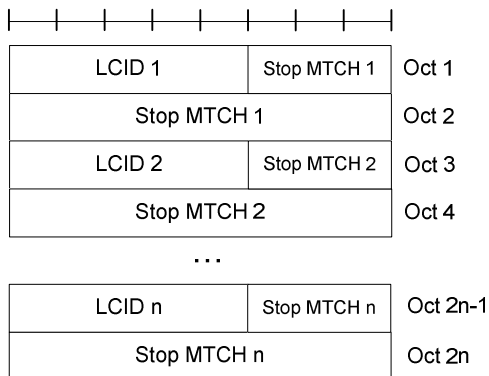 LCID 1 Stop MTCH 1 Oct 1
Stop MTCH 1 Oct 2
LCID 2 Stop MTCH 2 Oct 3
Stop MTCH 2 Oct 4
...
LCID n Stop MTCH n Oct 2n-1
Stop MTCH n Oct 2n